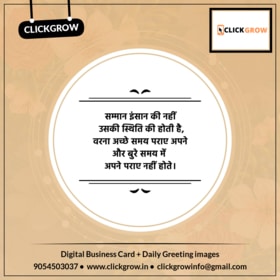 CLICKGROW
CLICKGROW
सम्मान इंसान की नहीं
उसकी स्थिति की होती है,
वरना अच्छे समय पराए अपने
और बुरे समय में
अपने पराए नहीं होते।
Digital Business Card + Daily Greeting images
9054503037 • www.clickgrow.in • clickgrowinfo@gmail.com